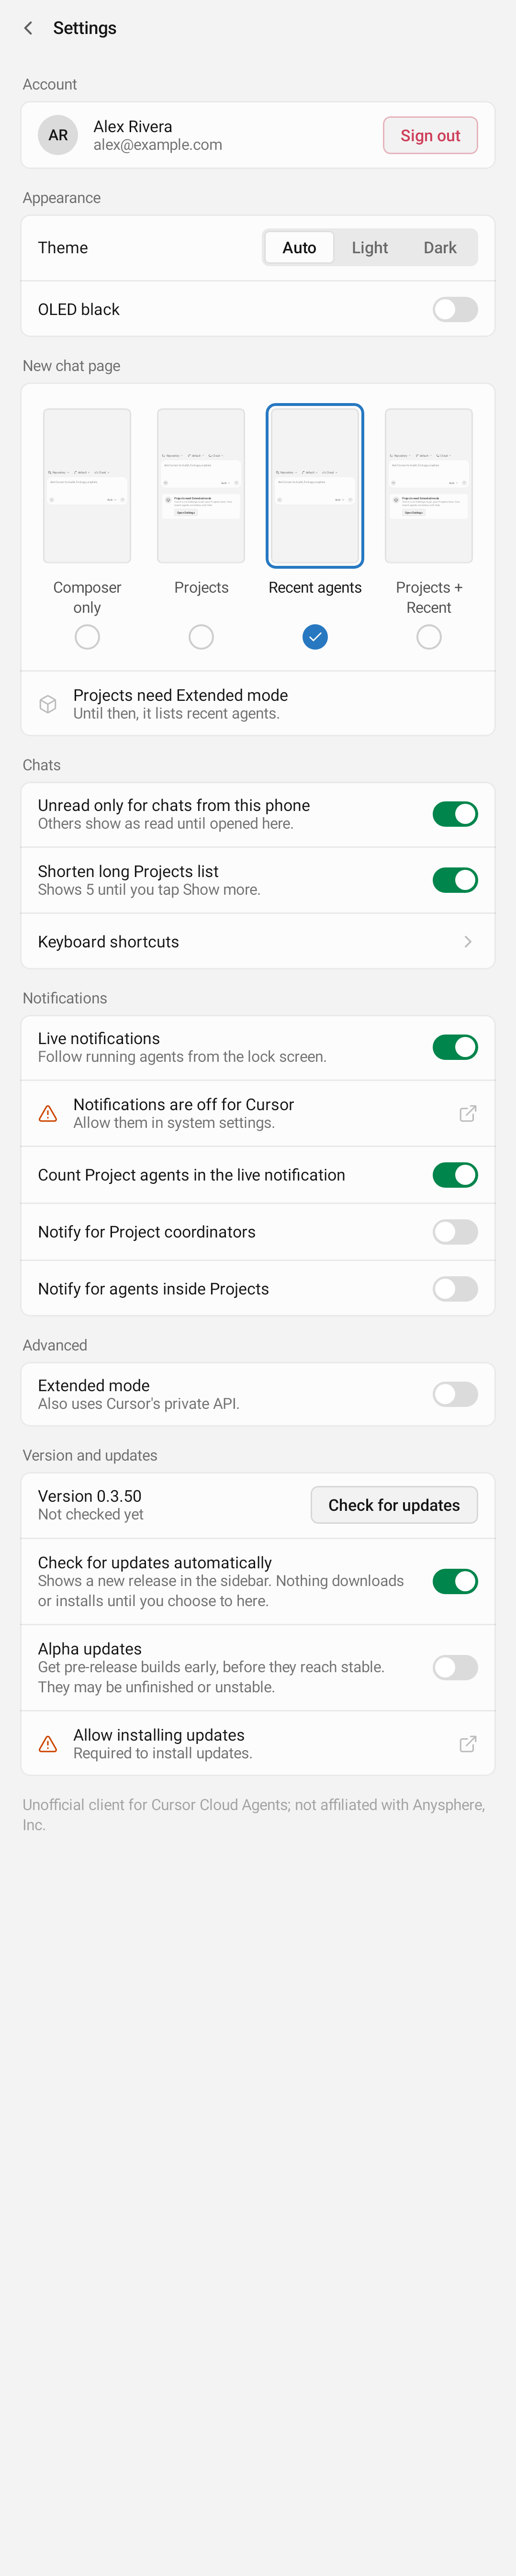 Settings
Account
AR
Alex Rivera
alex@example.com
Sign out
Appearance
Theme
Auto
Light
Dark
OLED black
New chat page
Composer only
Projects
Recent agents
Projects + Recent
Projects need Extended mode
Until then, it lists recent agents.
Chats
Unread only for chats from this phone
Others show as read until opened here.
Shorten long Projects list
Shows 5 until you tap Show more.
Keyboard shortcuts
Notifications
Live notifications
Follow running agents from the lock screen.
Notifications are off for Cursor
Allow them in system settings.
Count Project agents in the live notification
Notify for Project coordinators
Notify for agents inside Projects
Advanced
Extended mode
Also uses Cursor's private API.
Version and updates
Version 0.3.50
Not checked yet
Check for updates
Check for updates automatically
Shows a new release in the sidebar. Nothing downloads
or installs until you choose to here.
Alpha updates
Get pre-release builds early, before they reach stable.
They may be unfinished or unstable.
Allow installing updates
Required to install updates.
Unofficial client for Cursor Cloud Agents; not affiliated with Anysphere,
Inc.